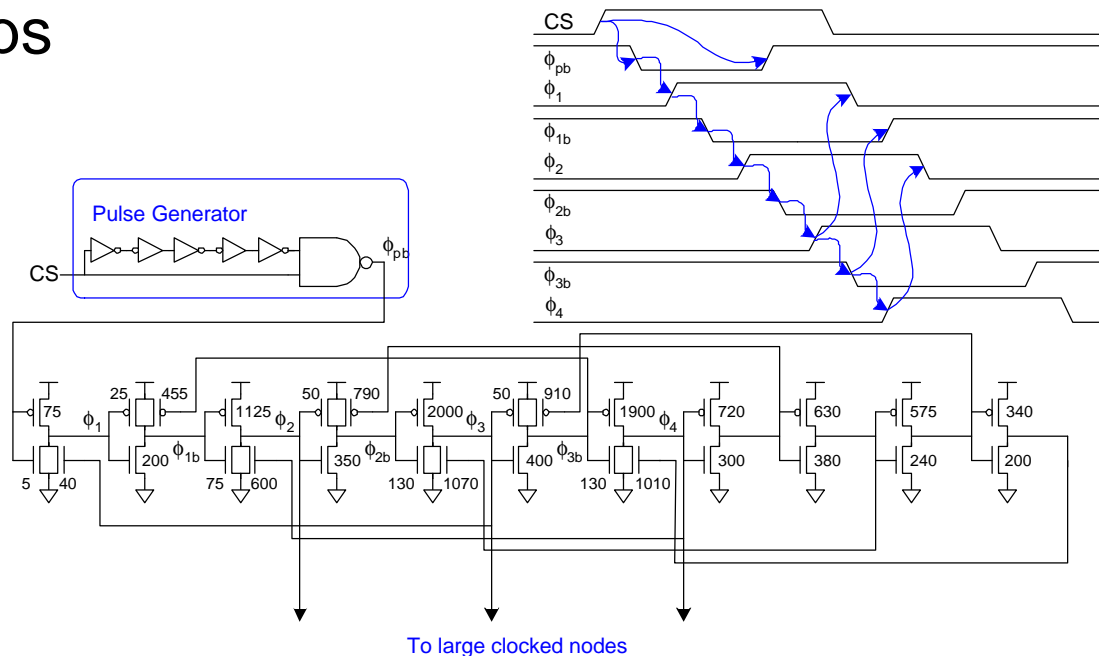 os
CS
ϕpb
ϕ1
ϕ1b
ϕ2
ϕ2b
ϕ3
ϕ3b
ϕ4
Pulse Generator
ϕpb
CS
25 455 50 790 50 910
75 ϕ1 1125 ϕ2 2000 ϕ3 1900 ϕ4 720 630 575 340
200 ϕ1b 350 ϕ2b 400 ϕ3b 300 380 240 200
5 40 75 600 130 1070 130 1010
To large clocked nodes